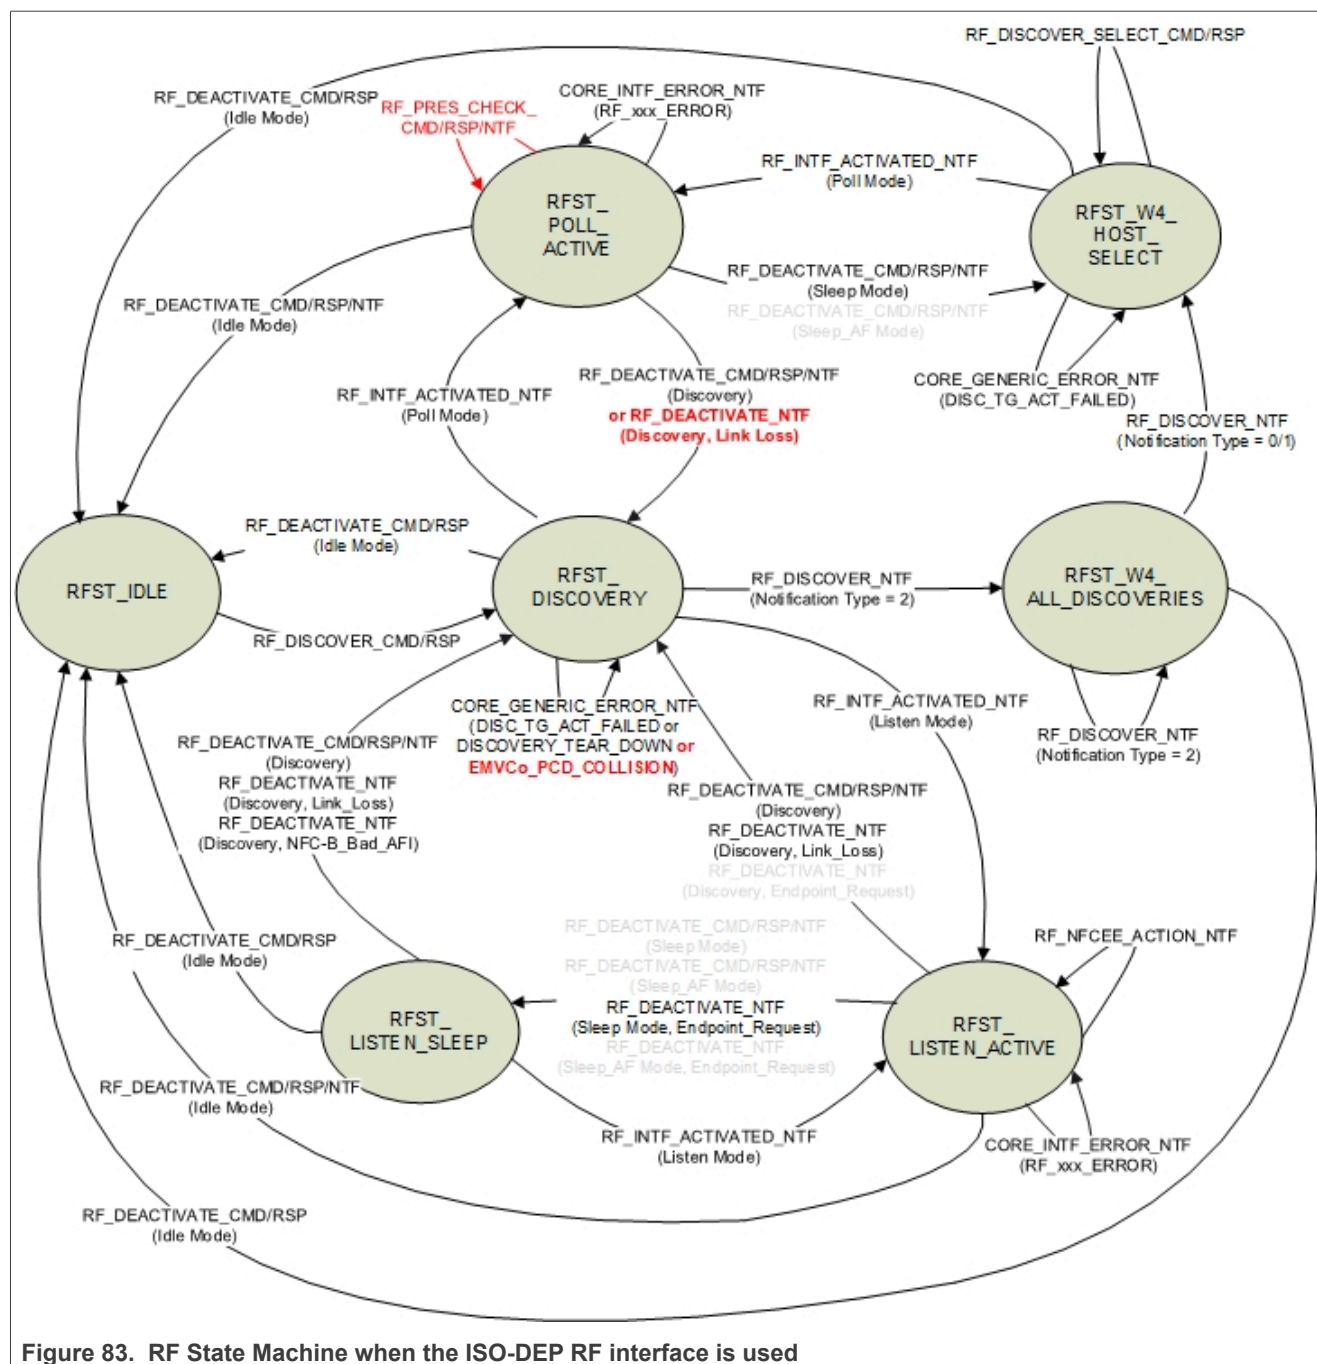 RF_DISCOVER_SELECT_CMD/RSP
RF_DEACTIVATE_CMD/RSP
(Idle Mode)
RF_PRES_CHECK_
CMD/RSP/NTF
CORE_INTF_ERROR_NTF
(RF_xxx_ERROR)
RF_INTF_ACTIVATED_NTF
(Poll Mode)
RFST_
POLL_
ACTIVE
RFST_W4_
HOST_
SELECT
RF_DEACTIVATE_CMD/RSP/NTF
(Sleep Mode)
RF_DEACTIVATE_CMD/RSP/NTF
(Sleep_AF Mode)
RF_DEACTIVATE_CMD/RSP/NTF
(Idle Mode)
RF_INTF_ACTIVATED_NTF
(Poll Mode)
RF_DEACTIVATE_CMD/RSP/NTF
(Discovery)
or RF_DEACTIVATE_NTF
(Discovery, Link Loss)
CORE_GENERIC_ERROR_NTF
(DISC_TG_ACT_FAILED)
RF_DISCOVER_NTF
(Notification Type = 0/1)
RF_DEACTIVATE_CMD/RSP
(Idle Mode)
RFST_IDLE
RFST_
DISCOVERY
RF_DISCOVER_NTF
(Notification Type = 2)
RFST_W4_
ALL_DISCOVERIES
RF_DISCOVER_CMD/RSP
CORE_GENERIC_ERROR_NTF
(DISC_TG_ACT_FAILED or
DISCOVERY_TEAR_DOWN or
EMVCo_PCD_COLLISION)
RF_INTF_ACTIVATED_NTF
(Listen Mode)
RF_DISCOVER_NTF
(Notification Type = 2)
RF_DEACTIVATE_CMD/RSP/NTF
(Discovery)
RF_DEACTIVATE_NTF
(Discovery, Link_Loss)
RF_DEACTIVATE_NTF
(Discovery, NFC-B_Bad_AFI)
RF_DEACTIVATE_CMD/RSP/NTF
(Discovery)
RF_DEACTIVATE_NTF
(Discovery, Link_Loss)
RF_DEACTIVATE_NTF
(Discovery, Endpoint_Request)
RF_DEACTIVATE_CMD/RSP
(Idle Mode)
RF_DEACTIVATE_CMD/RSP/NTF
(Sleep Mode)
RF_DEACTIVATE_CMD/RSP/NTF
(Sleep_AF Mode)
RF_DEACTIVATE_NTF
(Sleep Mode, Endpoint_Request)
RF_DEACTIVATE_NTF
(Sleep_AF Mode, Endpoint_Request)
RF_NFCEE_ACTION_NTF
RFST_
LISTEN_SLEEP
RFST_
LISTEN_ACTIVE
RF_DEACTIVATE_CMD/RSP/NTF
(Idle Mode)
RF_INTF_ACTIVATED_NTF
(Listen Mode)
CORE_INTF_ERROR_NTF
(RF_xxx_ERROR)
RF_DEACTIVATE_CMD/RSP
(Idle Mode)
Figure 83. RF State Machine when the ISO-DEP RF interface is used